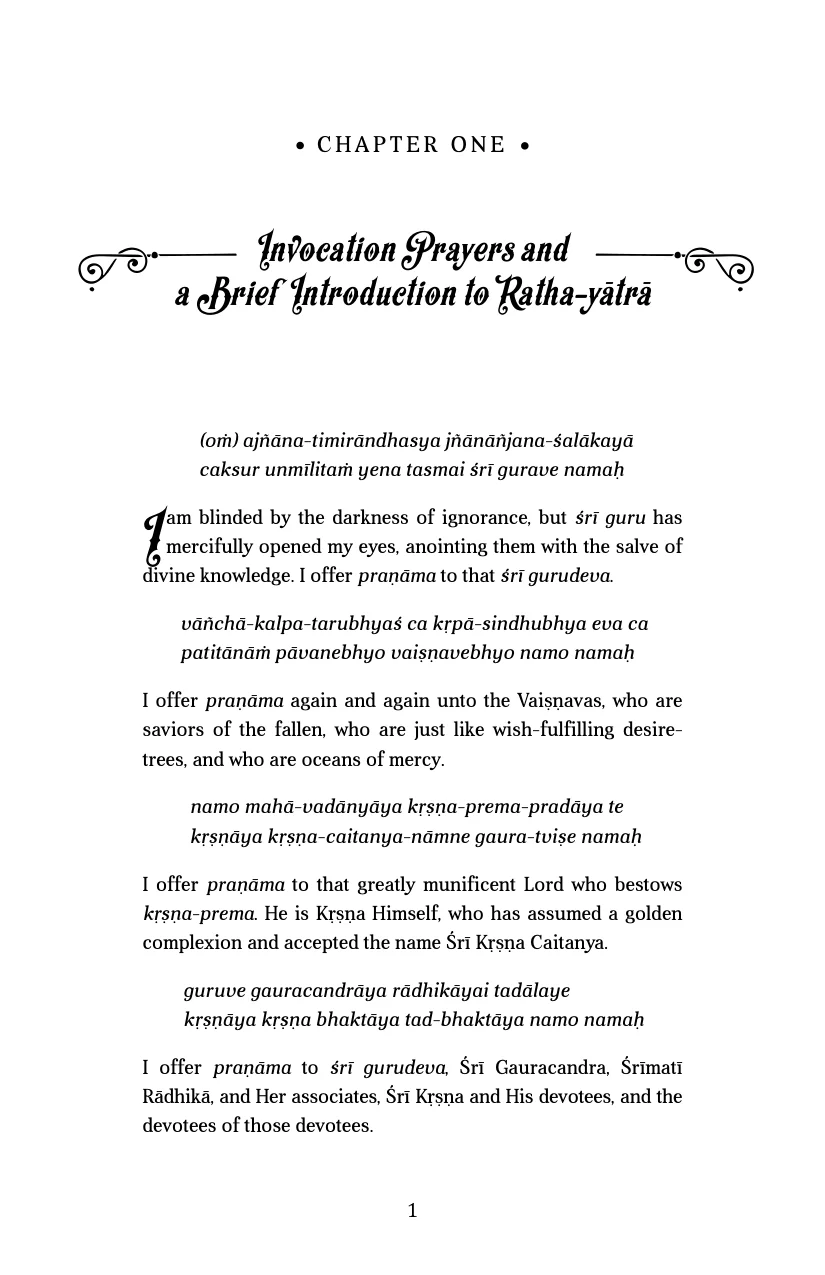 • CHAPTER ONE •
Invocation Prayers and
a Brief Introduction to Ratha-yātrā
(oṁ) ajñāna-timirāndhasya jñānāñjana-śalākayā
caksur unmīlitaṁ yena tasmai śrī gurave namaḥ
I am blinded by the darkness of ignorance, but śrī guru has
mercifully opened my eyes, anointing them with the salve of
divine knowledge. I offer praṇāma to that śrī gurudeva.
vāñchā-kalpa-tarubhyaś ca kṛpā-sindhubhya eva ca
patitānāṁ pāvanebhyo vaiṣṇavebhyo namo namaḥ
I offer praṇāma again and again unto the Vaiṣṇavas, who are
saviors of the fallen, who are just like wish-fulfilling desire-
trees, and who are oceans of mercy.
namo mahā-vadānyāya kṛṣṇa-prema-pradāya te
kṛṣṇāya kṛṣṇa-caitanya-nāmne gaura-tviṣe namaḥ
I offer praṇāma to that greatly munificent Lord who bestows
kṛṣṇa-prema. He is Kṛṣṇa Himself, who has assumed a golden
complexion and accepted the name Śrī Kṛṣṇa Caitanya.
guruve gauracandrāya rādhikāyai tadālaye
kṛṣṇāya kṛṣṇa bhaktāya tad-bhaktāya namo namaḥ
I offer praṇāma to śrī gurudeva, Śrī Gauracandra, Śrīmatī
Rādhikā, and Her associates, Śrī Kṛṣṇa and His devotees, and the
devotees of those devotees.
1